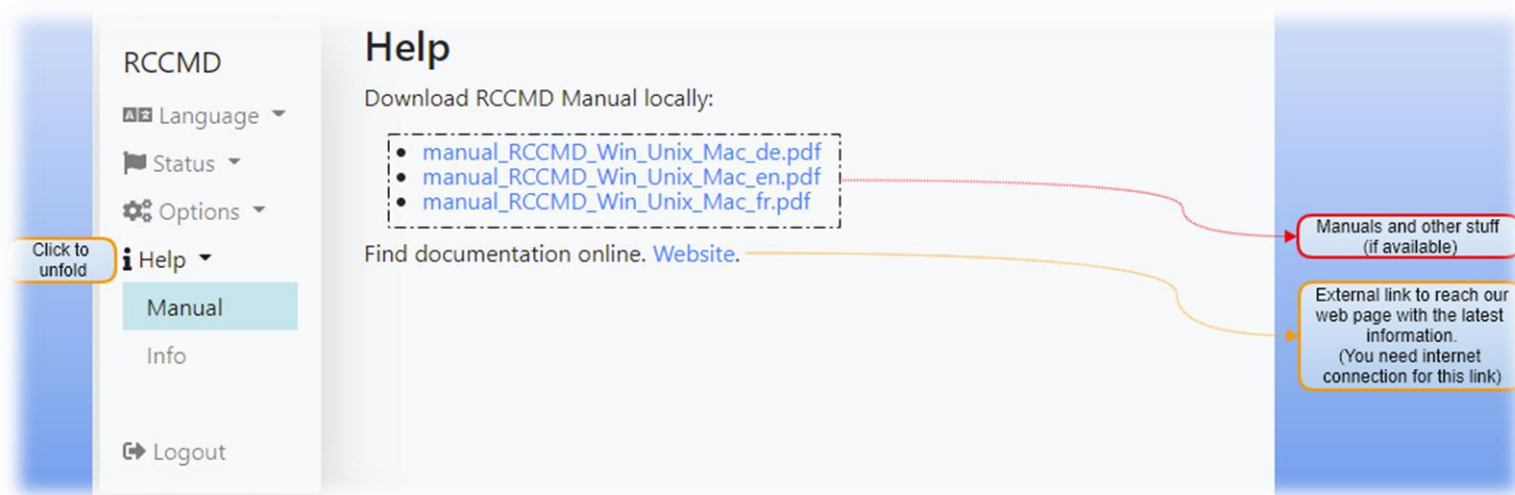 RCCMD
Language
Status
Options
Click to
unfold
Help
Manual
Info
Logout
Help
Download RCCMD Manual locally:
manual_RCCMD_Win_Unix_Mac_de.pdf
manual_RCCMD_Win_Unix_Mac_en.pdf
manual_RCCMD_Win_Unix_Mac_fr.pdf
Find documentation online. Website.
Manuals and other stuff
(if available)
External link to reach our
web page with the latest
information.
(You need internet
connection for this link)